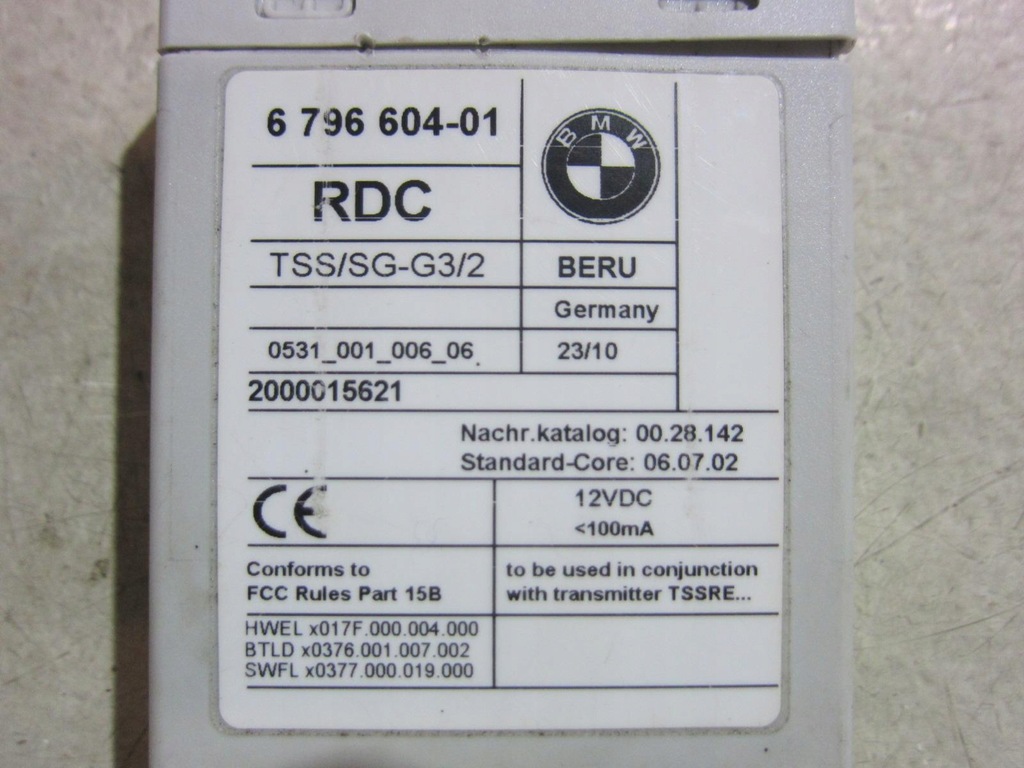 6 796 604-01
BMW
RDC
TSS/SG-G3/2
BERU
Germany
0531_001_006_06.
23/10
2000015621
Nachr.katalog: 00.28.142
Standard-Core: 06.07.02
CE
12VDC
<100mA
Conforms to
FCC Rules Part 15B
to be used in conjunction
with transmitter TSSRE...
HWEL x017F.000.004.000
BTLD x0376.001.007.002
SWFL x0377.000.019.000